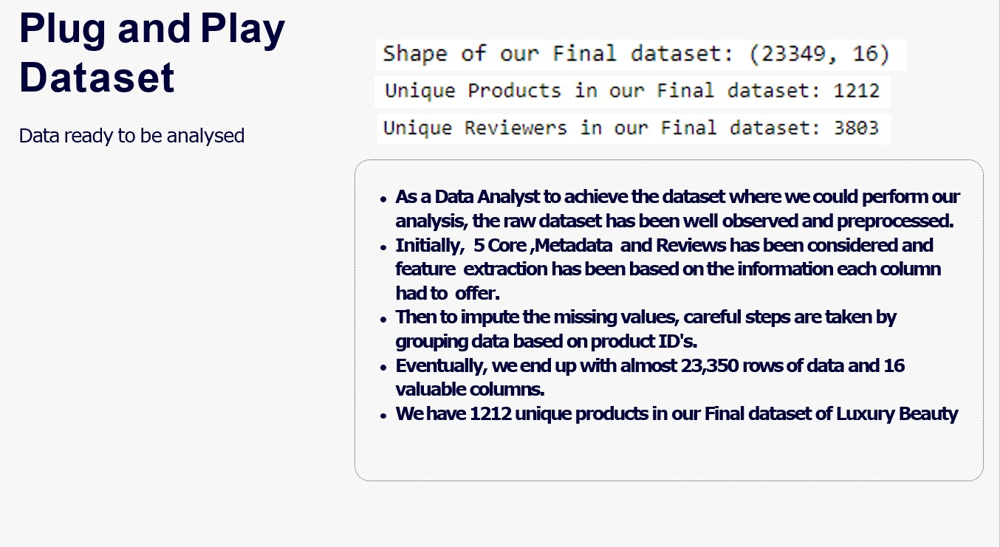 Plug and Play
Dataset
Data ready to be analysed
Shape of our Final dataset: (23349, 16)
Unique Products in our Final dataset: 1212
Unique Reviewers in our Final dataset: 3803
• As a Data Analyst to achieve the dataset where we could perform our
analysis, the raw dataset has been well observed and preprocessed.
• Initially, 5 Core ,Metadata and Reviews has been considered and
feature extraction has been based on the information each column
had to offer.
• Then to impute the missing values, careful steps are taken by
grouping data based on product ID's.
• Eventually, we end up with almost 23,350 rows of data and 16
valuable columns.
• We have 1212 unique products in our Final dataset of Luxury Beauty